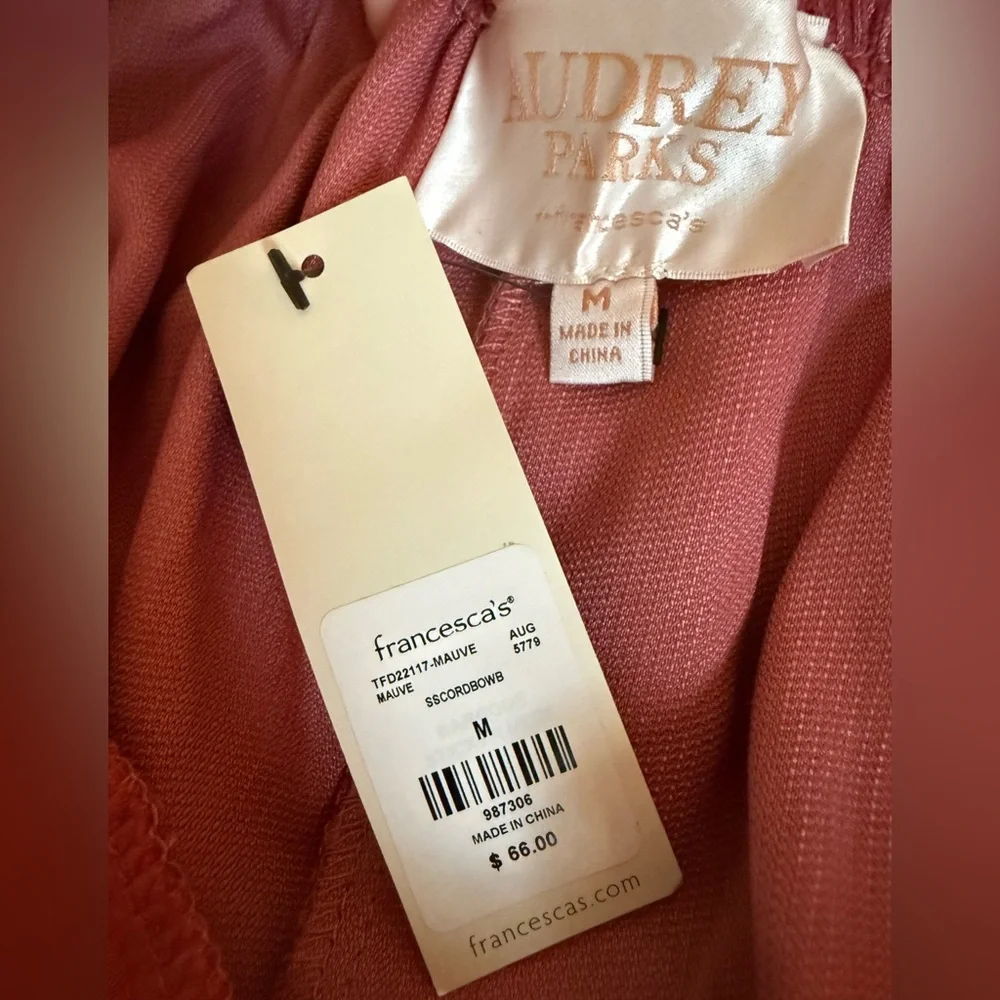 AUDREY
PARKS
francesca's
M
MADE IN
CHINA
francesca's®
TFD22117-MAUVE AUG
MAUVE 5779
SSCORDBOWB
M
987306
MADE IN CHINA
$ 66.00
francescas.com